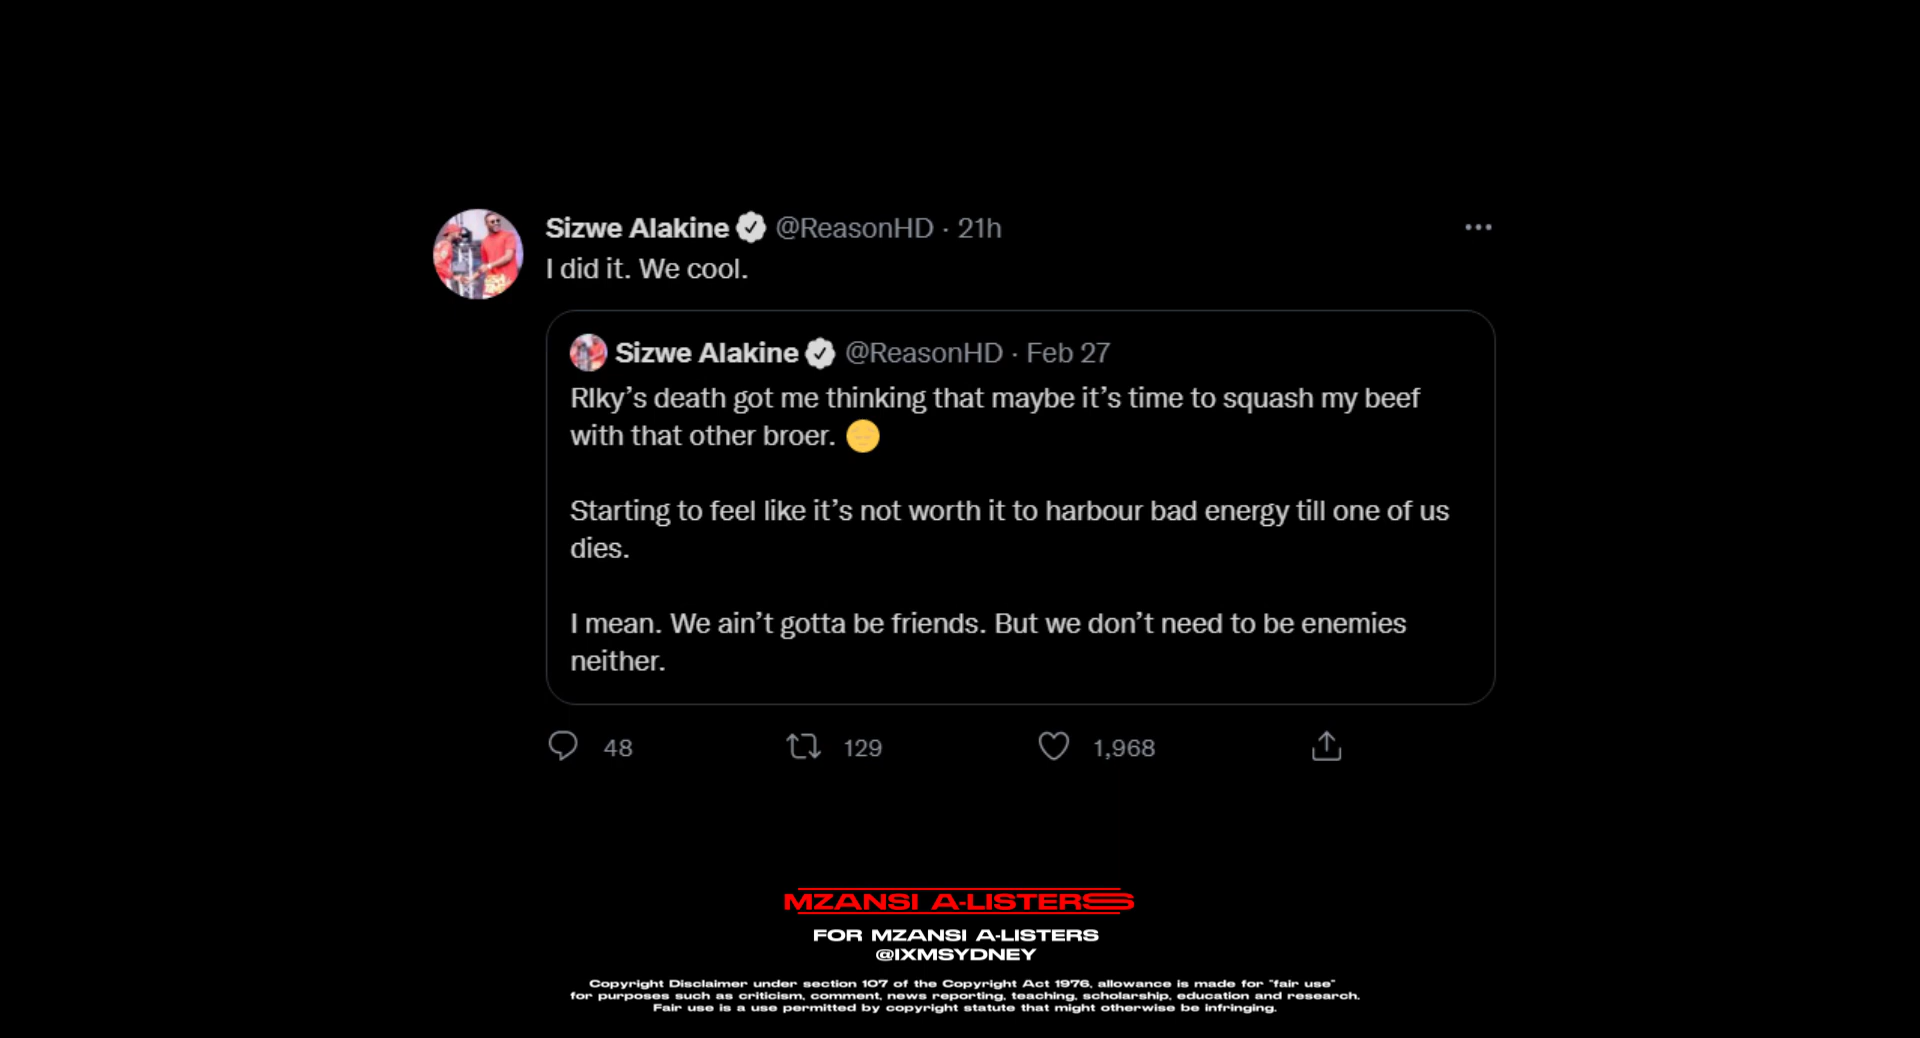 Sizwe Alakine @ReasonHD · 21h
I did it. We cool.
Sizwe Alakine @ReasonHD · Feb 27
RIky’s death got me thinking that maybe it’s time to squash my beef
with that other broer. 😔
Starting to feel like it’s not worth it to harbour bad energy till one of us
dies.
I mean. We ain’t gotta be friends. But we don’t need to be enemies
neither.
48 129 1,968
MZANSI A-LISTERS
FOR MZANSI A-LISTERS
@IXMSYDNEY
Copyright Disclaimer under section 107 of the Copyright Act 1976, allowance is made for "fair use"
for purposes such as criticism, comment, news reporting, teaching, scholarship, education and research.
Fair use is a use permitted by copyright statute that might otherwise be infringing.